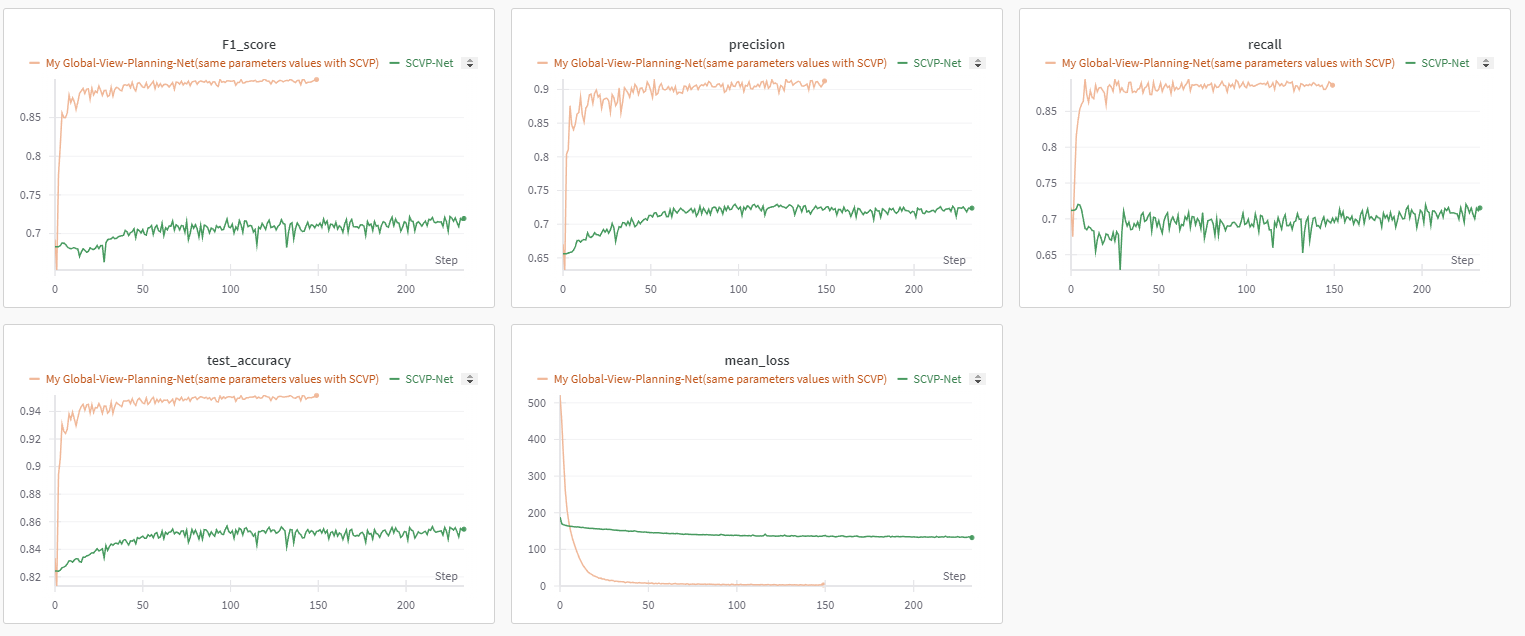 F1_score
My Global-View-Planning-Net(same parameters values with SCVP) SCVP-Net
0.85
0.8
0.75
0.7
Step
0 50 100 150 200
precision
My Global-View-Planning-Net(same parameters values with SCVP) SCVP-Net
0.9
0.85
0.8
0.75
0.7
0.65
Step
0 50 100 150 200
recall
My Global-View-Planning-Net(same parameters values with SCVP) SCVP-Net
0.85
0.8
0.75
0.7
0.65
Step
0 50 100 150 200
test_accuracy
My Global-View-Planning-Net(same parameters values with SCVP) SCVP-Net
0.94
0.92
0.9
0.88
0.86
0.84
0.82
Step
0 50 100 150 200
mean_loss
My Global-View-Planning-Net(same parameters values with SCVP) SCVP-Net
500
400
300
200
100
0
Step
0 50 100 150 200